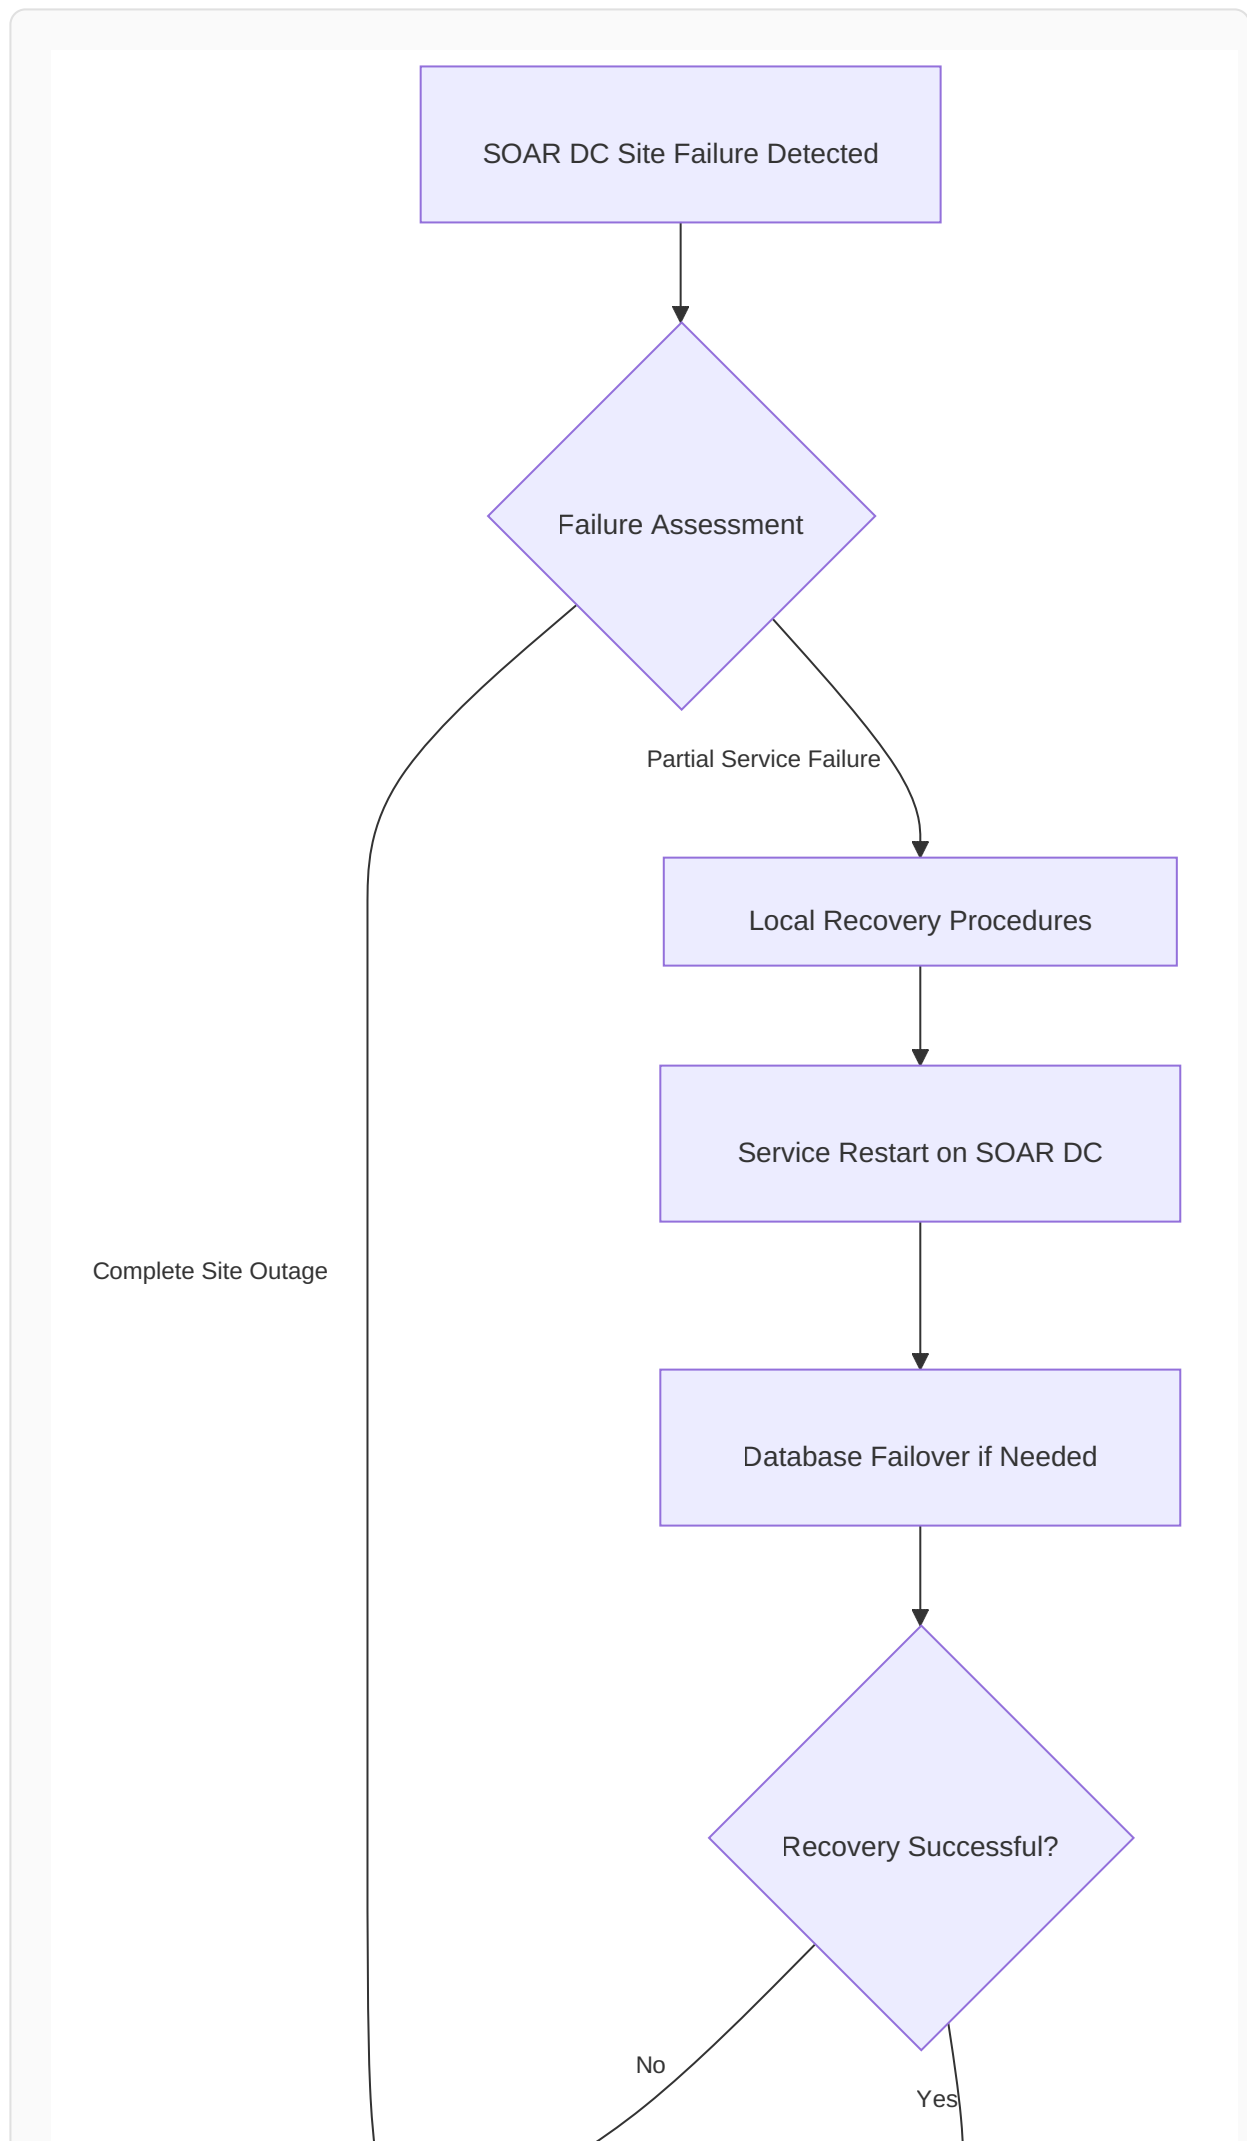 SOAR DC Site Failure Detected
Failure Assessment
Partial Service Failure
Local Recovery Procedures
Service Restart on SOAR DC
Complete Site Outage
Database Failover if Needed
Recovery Successful?
No
Yes